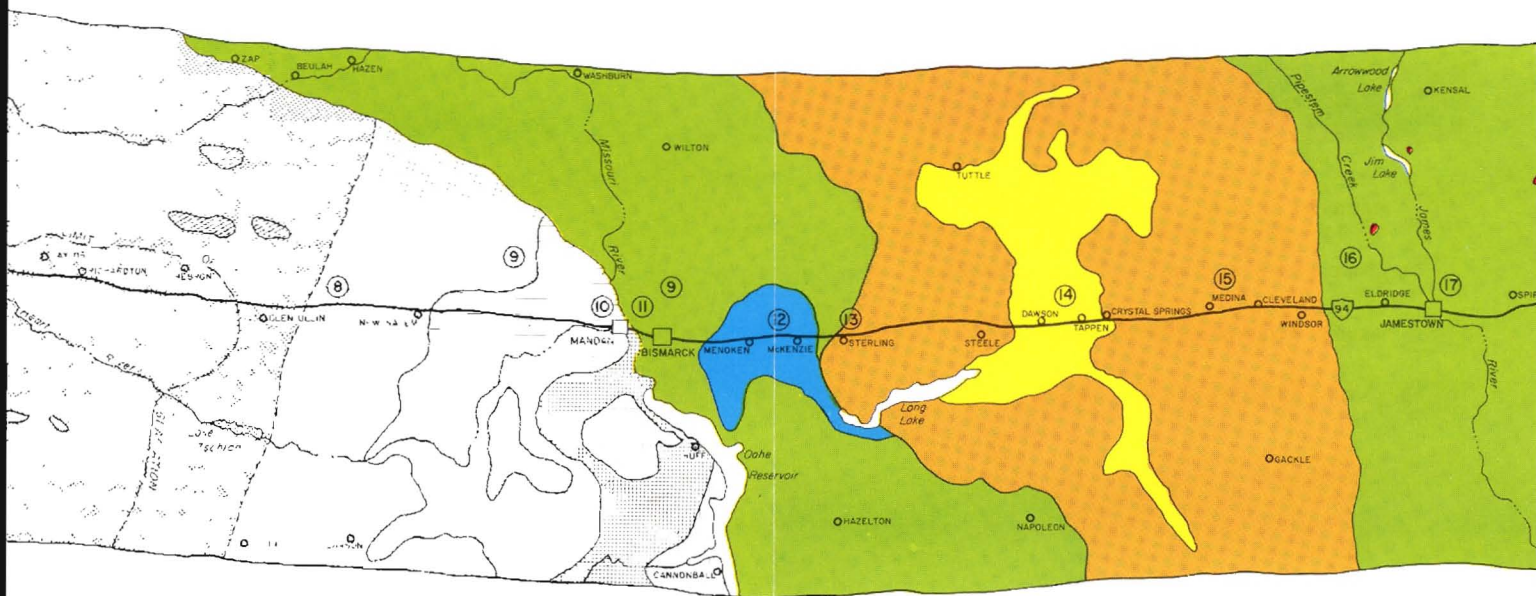 ZAP
BEULAH
HAZEN
WASHBURN
Missouri
River
WILTON
TUTTLE
Pipestem
Creek
Arrowwood
Lake
KENSAL
Jim
Lake
James
River
LIMIT
8
9
10
11
9
12
13
14
15
16
17
GLEN ULLIN
MANDAN
BISMARCK
MENOKEN
McKENZIE
STERLING
STEELE
DAWSON
TAPPEN
CRYSTAL SPRINGS
MEDINA
CLEVELAND
WINDSOR
94
ELDRIDGE
JAMESTOWN
Long
Lake
Oahe
Reservoir
HAZELTON
NAPOLEON
GACKLE
CANNONBALL